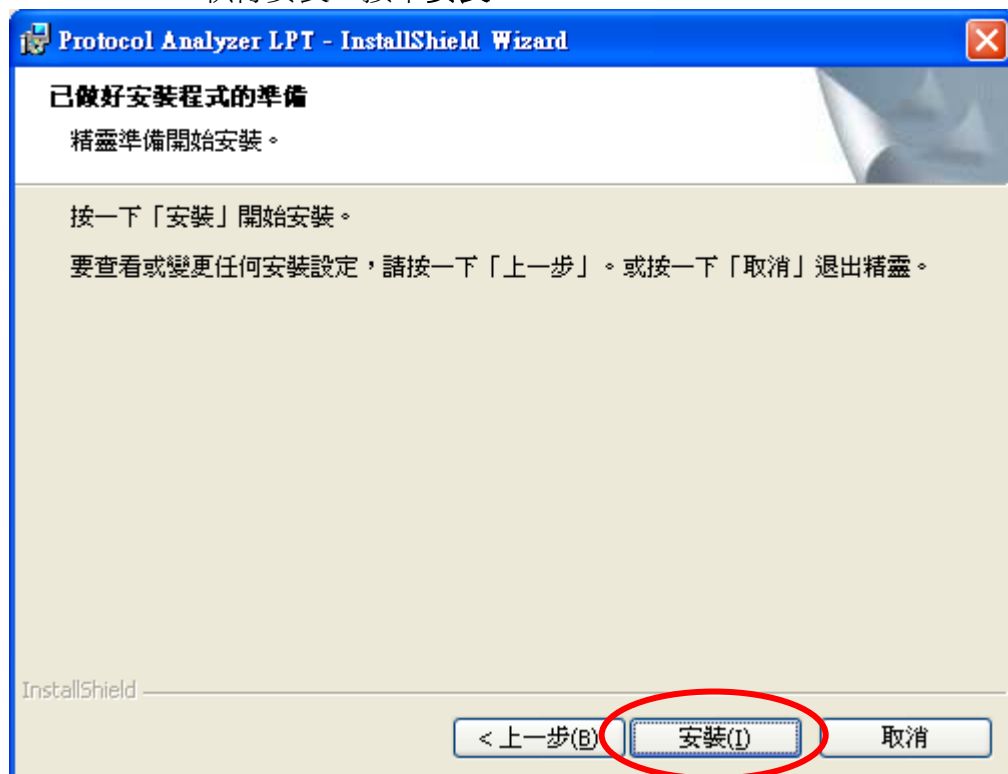 Protocol Analyzer LPT - InstallShield Wizard
已做好安裝程式的準備
精靈準備開始安裝。
按一下「安裝」開始安裝。
要查看或變更任何安裝設定，請按一下「上一步」。或按一下「取消」退出精靈。
InstallShield
< 上一步(B) 安裝(I) 取消